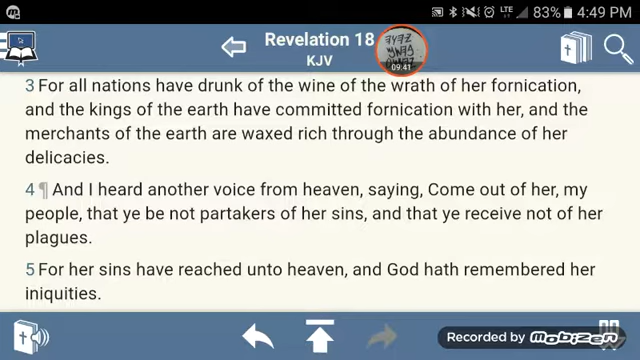 LTE 83% 4:49 PM
Revelation 18
KJV
09:41
3 For all nations have drunk of the wine of the wrath of her fornication,
and the kings of the earth have committed fornication with her, and the
merchants of the earth are waxed rich through the abundance of her
delicacies.
4 ¶ And I heard another voice from heaven, saying, Come out of her, my
people, that ye be not partakers of her sins, and that ye receive not of her
plagues.
5 For her sins have reached unto heaven, and God hath remembered her
iniquities.
Recorded by Mobizen